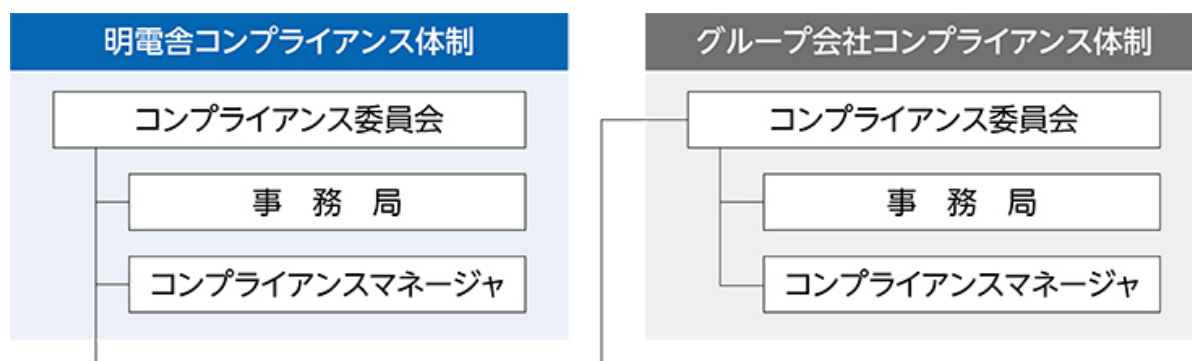 明電舎コンプライアンス体制
コンプライアンス委員会
事　務　局
コンプライアンスマネージャ
グループ会社コンプライアンス体制
コンプライアンス委員会
事　務　局
コンプライアンスマネージャ